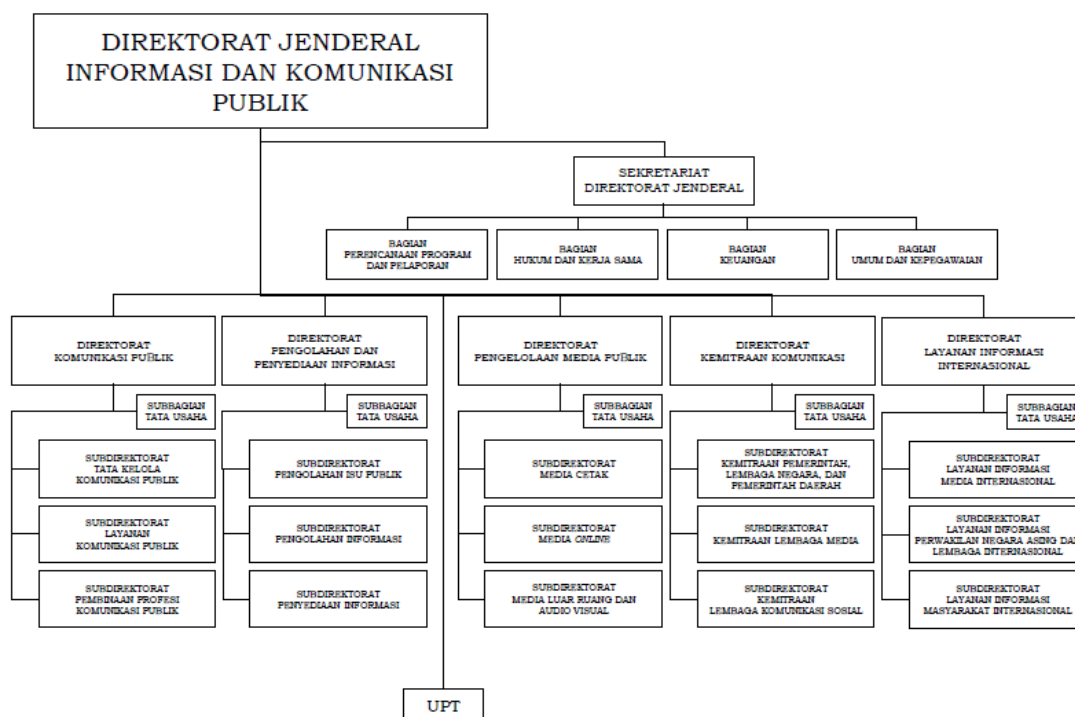 DIREKTORAT JENDERAL
INFORMASI DAN KOMUNIKASI
PUBLIK
SEKRETARIAT
DIREKTORAT JENDERAL
BAGIAN
PERENCANAAN PROGRAM
DAN PELAPORAN
BAGIAN
HUKUM DAN KERJA SAMA
BAGIAN
KEUANGAN
BAGIAN
UMUM DAN KEPEGAWAIAN
DIREKTORAT
KOMUNIKASI PUBLIK
DIREKTORAT
PENGOLAHAN DAN
PENYEDIAAN INFORMASI
DIREKTORAT
PENGELOLAAN MEDIA PUBLIK
DIREKTORAT
KEMITRAAN KOMUNIKASI
DIREKTORAT
LAYANAN INFORMASI
INTERNASIONAL
SUBBAGIAN
TATA USAHA
SUBBAGIAN
TATA USAHA
SUBBAGIAN
TATA USAHA
SUBBAGIAN
TATA USAHA
SUBBAGIAN
TATA USAHA
SUBDIREKTORAT
TATA KELOLA
KOMUNIKASI PUBLIK
SUBDIREKTORAT
PENGOLAHAN ISU PUBLIK
SUBDIREKTORAT
MEDIA CETAK
SUBDIREKTORAT
KEMITRAAN PEMERINTAH,
LEMBAGA NEGARA, DAN
PEMERINTAH DAERAH
SUBDIREKTORAT
LAYANAN INFORMASI
MEDIA INTERNASIONAL
SUBDIREKTORAT
LAYANAN
KOMUNIKASI PUBLIK
SUBDIREKTORAT
PENGOLAHAN INFORMASI
SUBDIREKTORAT
MEDIA ONLINE
SUBDIREKTORAT
KEMITRAAN LEMBAGA MEDIA
SUBDIREKTORAT
LAYANAN INFORMASI
PERWAKILAN NEGARA ASING DAN
LEMBAGA INTERNASIONAL
SUBDIREKTORAT
PEMBINAAN PROFESI
KOMUNIKASI PUBLIK
SUBDIREKTORAT
PENYEDIAAN INFORMASI
SUBDIREKTORAT
MEDIA LUAR RUANG DAN
AUDIO VISUAL
SUBDIREKTORAT
KEMITRAAN
LEMBAGA KOMUNIKASI SOSIAL
SUBDIREKTORAT
LAYANAN INFORMASI
MASYARAKAT INTERNASIONAL
UPT